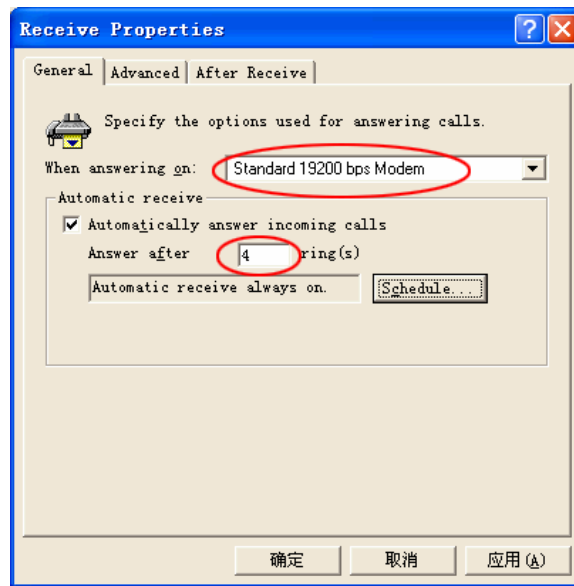 Receive Properties
General Advanced After Receive
Specify the options used for answering calls.
When answering on: Standard 19200 bps Modem
Automatic receive
Automatically answer incoming calls
Answer after 4 ring(s)
Automatic receive always on. Schedule...
确定 取消 应用(A)